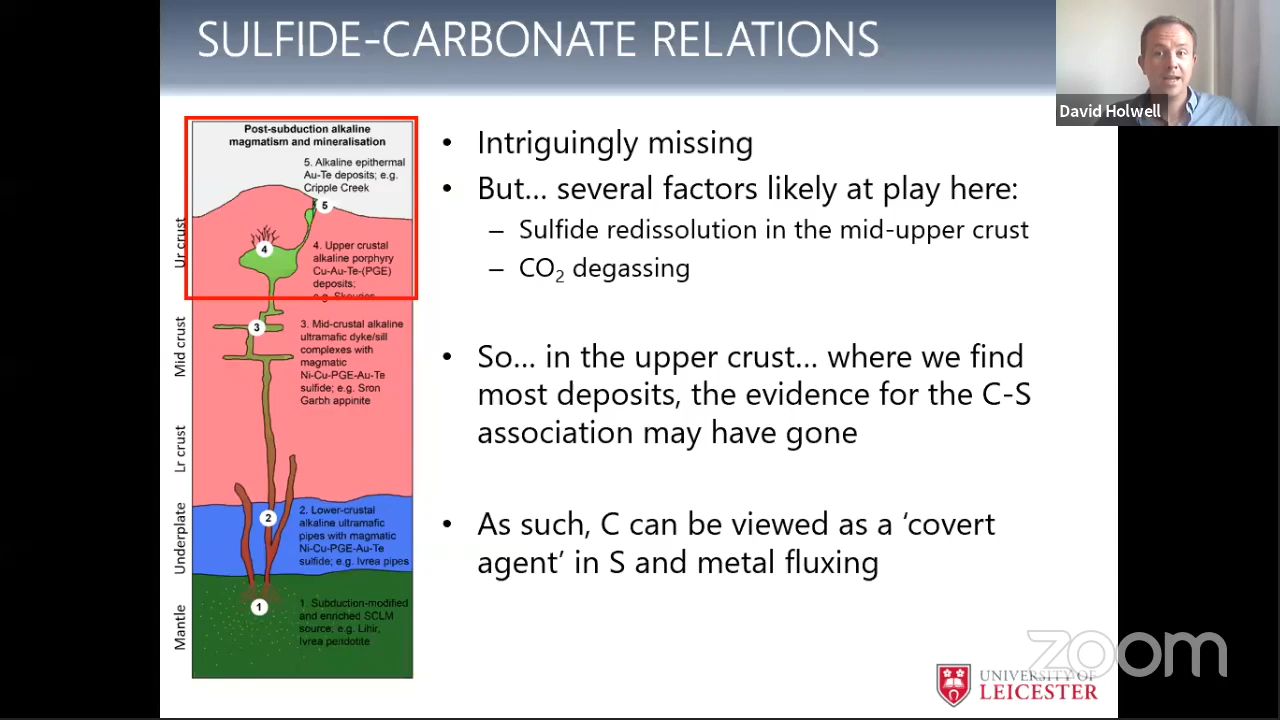 SULFIDE-CARBONATE RELATIONS
David Holwell
Post-subduction alkaline
magmatism and mineralisation
5. Alkaline epithermal
Au-Te deposits; e.g.
Cripple Creek
5
4
4. Upper crustal
alkaline porphyry
Cu-Au-Te-(PGE)
deposits;
e.g. Skouries
3
3. Mid-crustal alkaline
ultramafic dyke/sill
complexes with
magmatic
Ni-Cu-PGE-Au-Te
sulfide; e.g. Sron
Garbh appinite
2
2. Lower-crustal
alkaline ultramafic
pipes with magmatic
Ni-Cu-PGE-Au-Te
sulfide; e.g. Ivrea pipes
1
1. Subduction-modified
and enriched SCLM
source; e.g. Lihir,
Ivrea peridotite
Ur crust
Mid crust
Lr crust
Underplate
Mantle
• Intriguingly missing
• But... several factors likely at play here:
– Sulfide redissolution in the mid-upper crust
– CO₂ degassing
• So... in the upper crust... where we find
most deposits, the evidence for the C-S
association may have gone
• As such, C can be viewed as a ‘covert
agent’ in S and metal fluxing
zoom
UNIVERSITY OF
LEICESTER